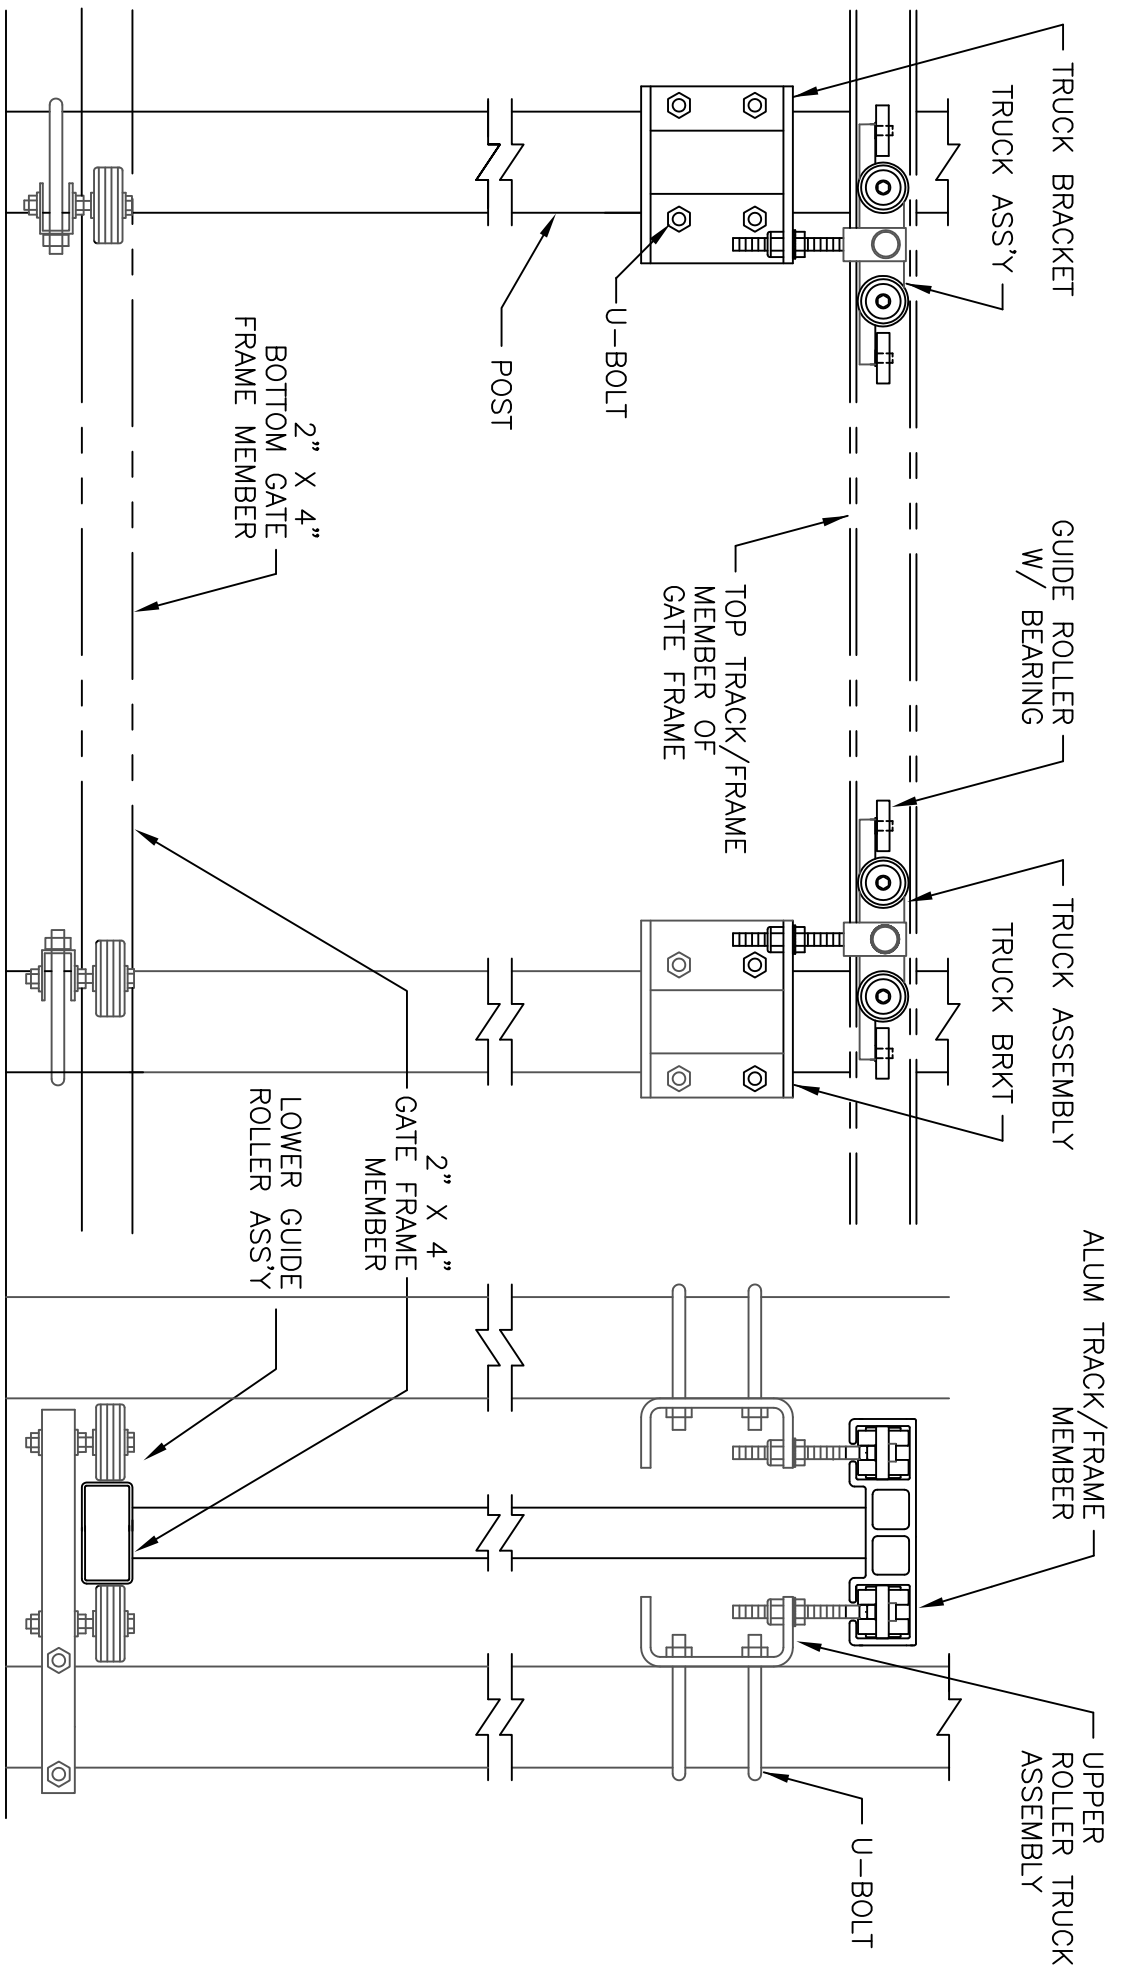 TRUCK BRACKET
TRUCK ASS'Y
U-BOLT
POST
2" X 4"
BOTTOM GATE
FRAME MEMBER
GUIDE ROLLER
W/ BEARING
TOP TRACK/FRAME
MEMBER OF
GATE FRAME
TRUCK ASSEMBLY
TRUCK BRKT
2" X 4"
GATE FRAME
MEMBER
LOWER GUIDE
ROLLER ASS'Y
ALUM TRACK/FRAME
MEMBER
UPPER
ROLLER TRUCK
ASSEMBLY
U-BOLT